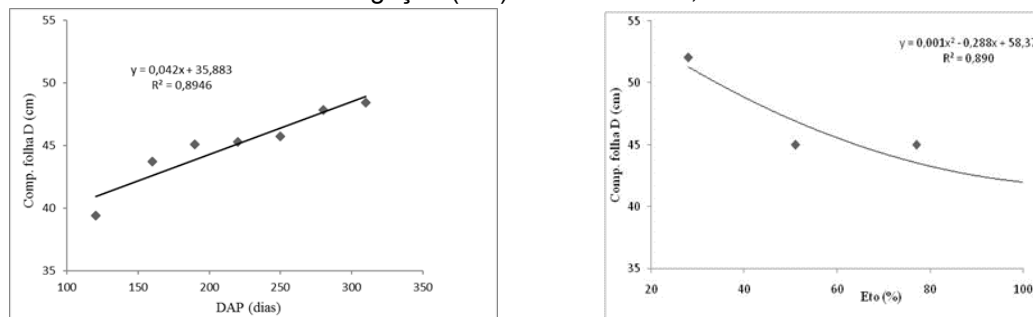 55
50
45
40
35
y = 0,042x + 35,883
R² = 0,8946
Comp. folha D (cm)
100 150 200 250 300 350
DAP (dias)
55
50
45
40
35
y = 0,001x² - 0,288x + 58,37
R² = 0,890
Comp. folha D (cm)
20 40 60 80 100
Eto (%)